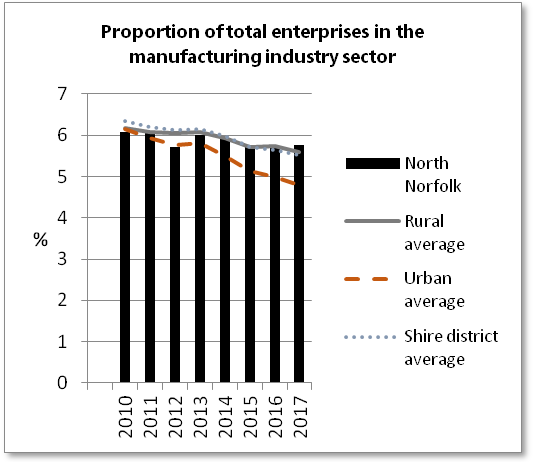 Proportion of total enterprises in the
manufacturing industry sector
7
6
5
4
3
2
1
0
%
2010
2011
2012
2013
2014
2015
2016
2017
North
Norfolk
Rural
average
Urban
average
Shire district
average